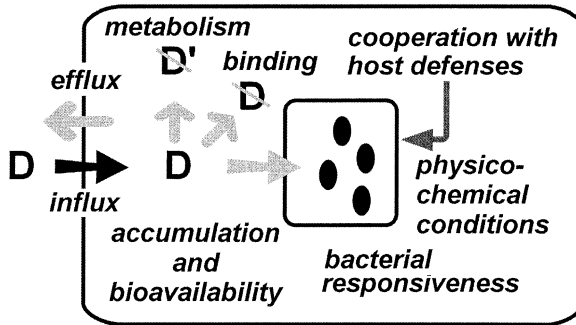 metabolism
D'
binding
D
cooperation with
host defenses
efflux
D
D
influx
physico-
chemical
conditions
accumulation
and
bioavailability
bacterial
responsiveness